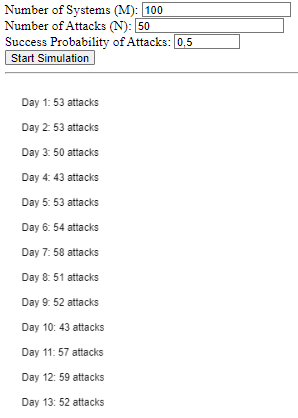 Number of Systems (M): 100
Number of Attacks (N): 50
Success Probability of Attacks: 0,5
Start Simulation
Day 1: 53 attacks
Day 2: 53 attacks
Day 3: 50 attacks
Day 4: 43 attacks
Day 5: 53 attacks
Day 6: 54 attacks
Day 7: 58 attacks
Day 8: 51 attacks
Day 9: 52 attacks
Day 10: 43 attacks
Day 11: 57 attacks
Day 12: 59 attacks
Day 13: 52 attacks